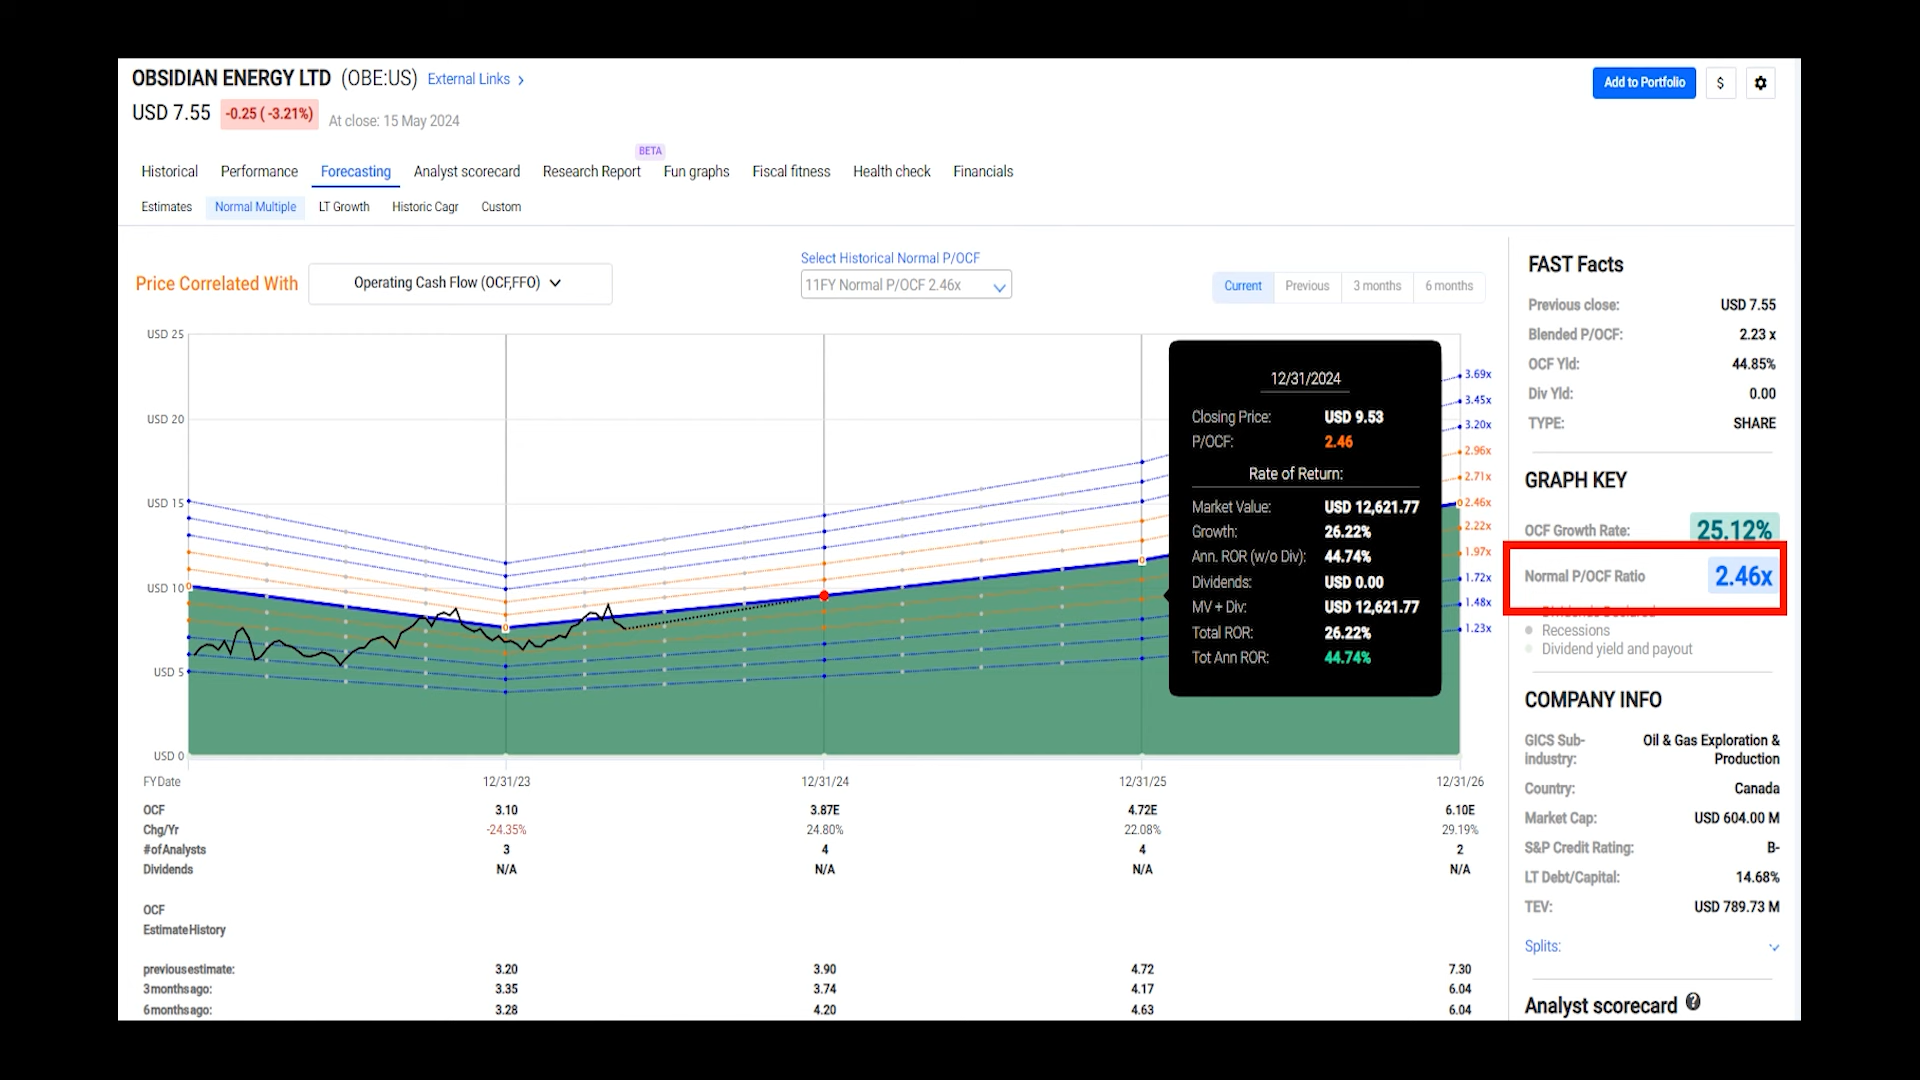 OBSIDIAN ENERGY LTD (OBE:US) External Links >
Add to Portfolio $
USD 7.55 -0.25 ( -3.21%) At close: 15 May 2024
BETA
Historical Performance Forecasting Analyst scorecard Research Report Fun graphs Fiscal fitness Health check Financials
Estimates Normal Multiple LT Growth Historic Cagr Custom
Price Correlated With Operating Cash Flow (OCF,FFO)
Select Historical Normal P/OCF
11FY Normal P/OCF 2.46x
Current Previous 3 months 6 months
USD 25
USD 20
USD 15
USD 10
USD 5
USD 0
12/31/2024
Closing Price: USD 9.53
P/OCF: 2.46
Rate of Return:
Market Value: USD 12,621.77
Growth: 26.22%
Ann. ROR (w/o Div): 44.74%
Dividends: USD 0.00
MV + Div: USD 12,621.77
Total ROR: 26.22%
Tot Ann ROR: 44.74%
3.69x
3.45x
3.20x
2.96x
2.71x
2.46x
2.22x
1.97x
1.72x
1.48x
1.23x
FYDate 12/31/23 12/31/24 12/31/25 12/31/26
OCF 3.10 3.87E 4.72E 6.10E
Chg/Yr -24.35% 24.80% 22.08% 29.19%
#ofAnalysts 3 4 4 2
Dividends N/A N/A N/A N/A
OCF
EstimateHistory
previousestimate: 3.20 3.90 4.72 7.30
3monthsago: 3.35 3.74 4.17 6.04
6monthsago: 3.28 4.20 4.63 6.04
FAST Facts
Previous close: USD 7.55
Blended P/OCF: 2.23 x
OCF Yld: 44.85%
Div Yld: 0.00
TYPE: SHARE
GRAPH KEY
OCF Growth Rate: 25.12%
Normal P/OCF Ratio 2.46x
Dividends Declared
Recessions
Dividend yield and payout
COMPANY INFO
GICS Sub-industry: Oil & Gas Exploration & Production
Country: Canada
Market Cap: USD 604.00 M
S&P Credit Rating: B-
LT Debt/Capital: 14.68%
TEV: USD 789.73 M
Splits:
Analyst scorecard ?